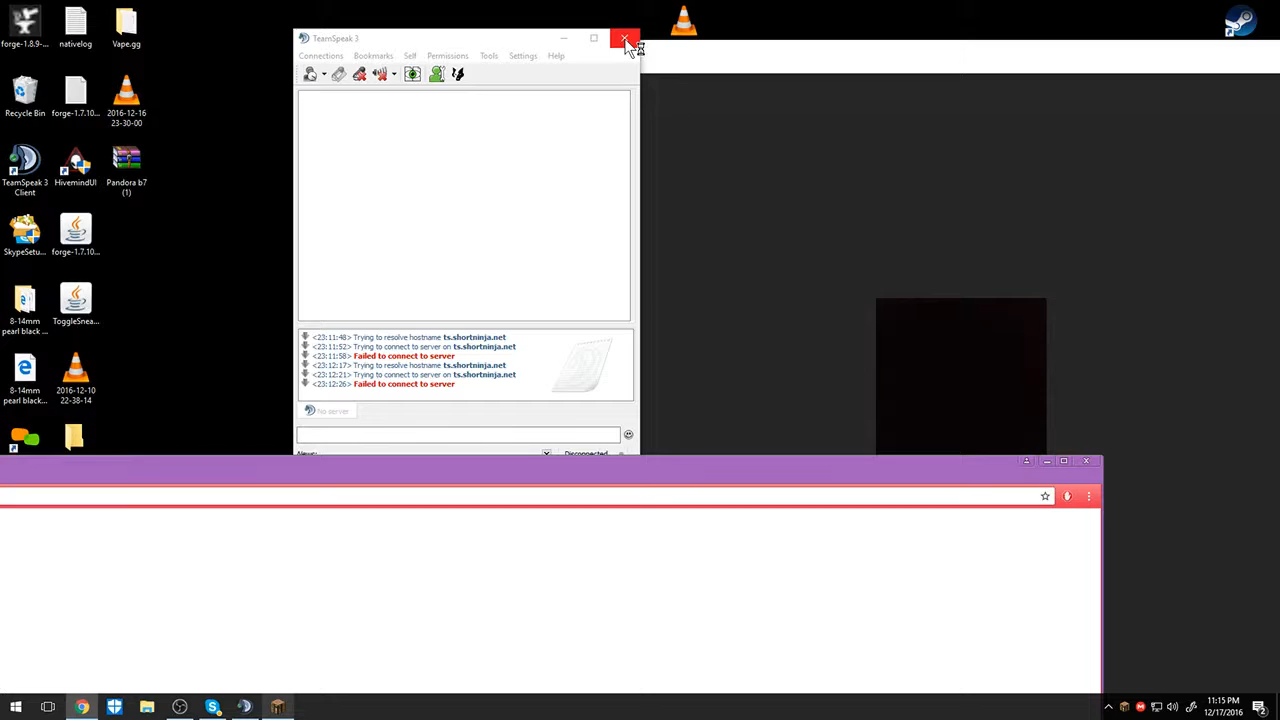 forge-1.8.9-...
nativelog
Vape.gg
Recycle Bin
forge-1.7.10...
2016-12-16
23-30-00
TeamSpeak 3
Client
HivemindUI
Pandora b7
(1)
SkypeSetu...
forge-1.7.10...
8-14mm
pearl black ...
ToggleSnea...
8-14 mm
pearl black...
2016-12-10
22-38-14
TeamSpeak 3
Connections Bookmarks Self Permissions Tools Settings Help
<23:11:48> Trying to resolve hostname ts.shortninja.net
<23:11:52> Trying to connect to server on ts.shortninja.net
<23:11:58> Failed to connect to server
<23:12:17> Trying to resolve hostname ts.shortninja.net
<23:12:21> Trying to connect to server on ts.shortninja.net
<23:12:26> Failed to connect to server
No server
News: Disconnected
11:15 PM
12/17/2016
2